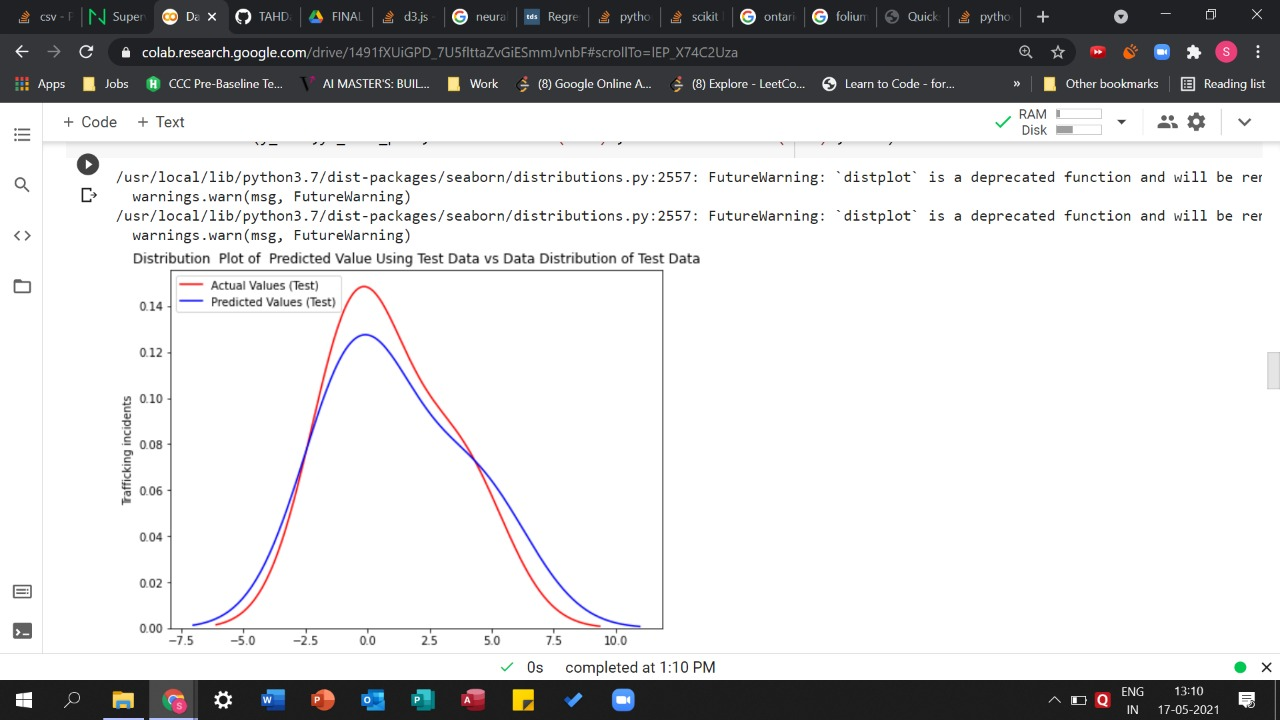 csv - F
Super
Da
TAHD
FINAL
d3.js
neura
tds
Regre
pytho
scikit
ontari
foliun
Quick
pytho
colab.research.google.com/drive/1491fXUiGPD_7U5flttaZvGiESmmJvnbF#scrollTo=lEP_X74C2Uza
S
Apps
Jobs
CCC Pre-Baseline Te...
AI MASTER'S: BUIL...
Work
(8) Google Online A...
(8) Explore - LeetCo...
Learn to Code - for...
»
Other bookmarks
Reading list
+ Code
+ Text
RAM
Disk
/usr/local/lib/python3.7/dist-packages/seaborn/distributions.py:2557: FutureWarning: `distplot` is a deprecated function and will be rem
warnings.warn(msg, FutureWarning)
/usr/local/lib/python3.7/dist-packages/seaborn/distributions.py:2557: FutureWarning: `distplot` is a deprecated function and will be rem
warnings.warn(msg, FutureWarning)
Distribution Plot of Predicted Value Using Test Data vs Data Distribution of Test Data
Actual Values (Test)
Predicted Values (Test)
0.14
0.12
0.10
0.08
0.06
0.04
0.02
0.00
Trafficking incidents
−7.5
−5.0
−2.5
0.0
2.5
5.0
7.5
10.0
0s
completed at 1:10 PM
ENG
IN
13:10
17-05-2021